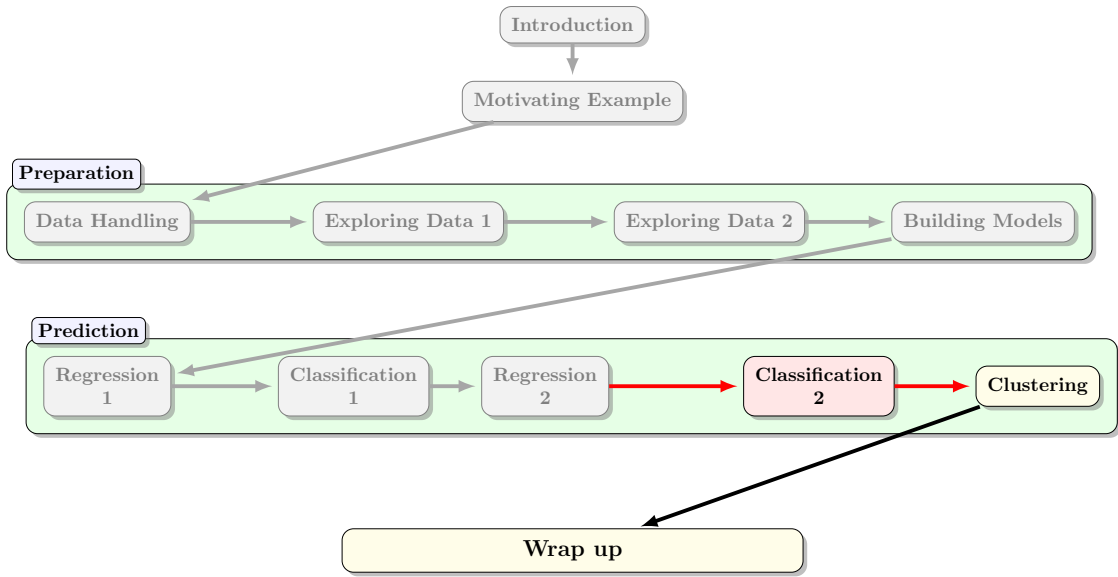 Introduction
Motivating Example
Preparation
Data Handling
Exploring Data 1
Exploring Data 2
Building Models
Prediction
Regression
1
Classification
1
Regression
2
Classification
2
Clustering
Wrap up